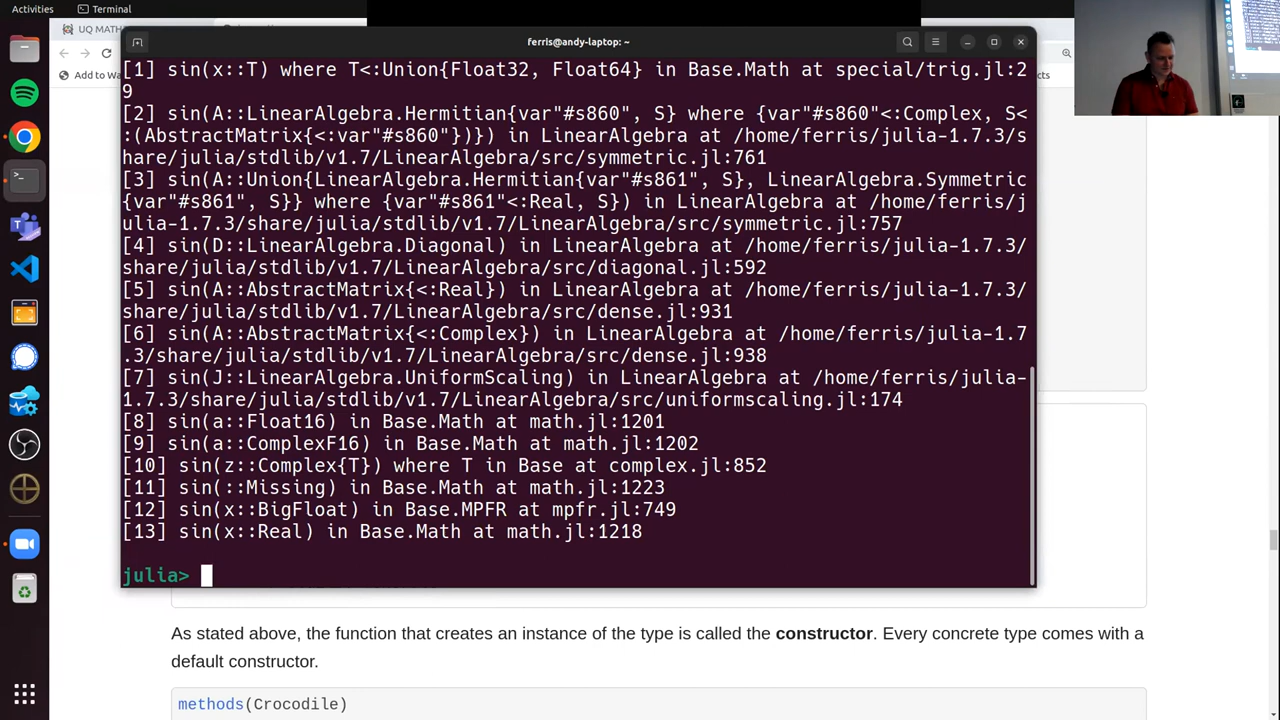 Activities
Terminal
UQ MATH
Add to Wa
cepts
ferris@
-laptop: ~
[1] sin(x::T) where T<:Union{Float32, Float64} in Base.Math at special/trig.jl:2
9
[2] sin(A::LinearAlgebra.Hermitian{var"#s860", S} where {var"#s860"<:Complex, S<
:(AbstractMatrix{<:var"#s860"})}) in LinearAlgebra at /home/ferris/julia-1.7.3/s
hare/julia/stdlib/v1.7/LinearAlgebra/src/symmetric.jl:761
[3] sin(A::Union{LinearAlgebra.Hermitian{var"#s861", S}, LinearAlgebra.Symmetric
{var"#s861", S}} where {var"#s861"<:Real, S}) in LinearAlgebra at /home/ferris/j
ulia-1.7.3/share/julia/stdlib/v1.7/LinearAlgebra/src/symmetric.jl:757
[4] sin(D::LinearAlgebra.Diagonal) in LinearAlgebra at /home/ferris/julia-1.7.3/
share/julia/stdlib/v1.7/LinearAlgebra/src/diagonal.jl:592
[5] sin(A::AbstractMatrix{<:Real}) in LinearAlgebra at /home/ferris/julia-1.7.3/
share/julia/stdlib/v1.7/LinearAlgebra/src/dense.jl:931
[6] sin(A::AbstractMatrix{<:Complex}) in LinearAlgebra at /home/ferris/julia-1.7
.3/share/julia/stdlib/v1.7/LinearAlgebra/src/dense.jl:938
[7] sin(J::LinearAlgebra.UniformScaling) in LinearAlgebra at /home/ferris/julia-
1.7.3/share/julia/stdlib/v1.7/LinearAlgebra/src/uniformscaling.jl:174
[8] sin(a::Float16) in Base.Math at math.jl:1201
[9] sin(a::ComplexF16) in Base.Math at math.jl:1202
[10] sin(z::Complex{T}) where T in Base at complex.jl:852
[11] sin(::Missing) in Base.Math at math.jl:1223
[12] sin(x::BigFloat) in Base.MPFR at mpfr.jl:749
[13] sin(x::Real) in Base.Math at math.jl:1218
julia>
As stated above, the function that creates an instance of the type is called the constructor. Every concrete type comes with a
default constructor.
methods(Crocodile)